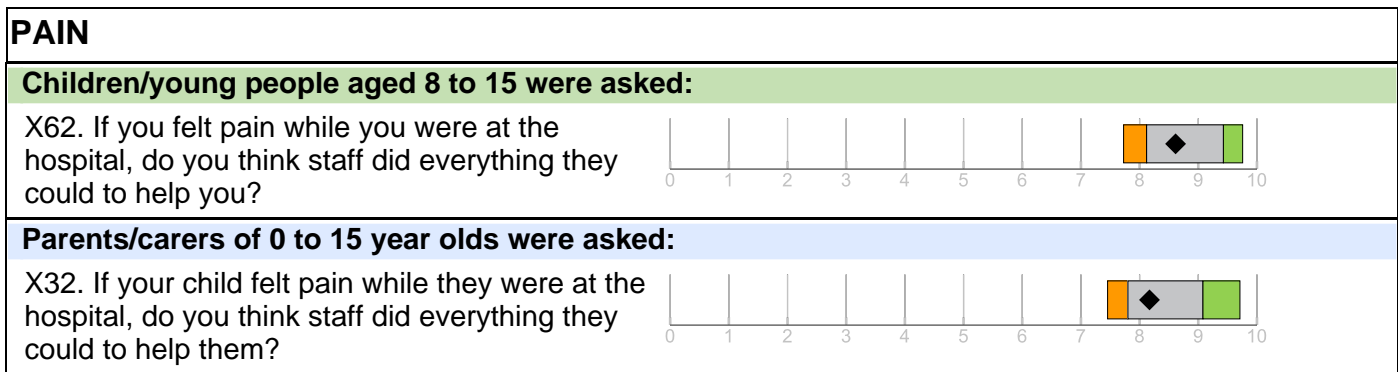 PAIN
Children/young people aged 8 to 15 were asked:
X62. If you felt pain while you were at the
hospital, do you think staff did everything they
could to help you?
0 1 2 3 4 5 6 7 8 9 10
Parents/carers of 0 to 15 year olds were asked:
X32. If your child felt pain while they were at the
hospital, do you think staff did everything they
could to help them?
0 1 2 3 4 5 6 7 8 9 10